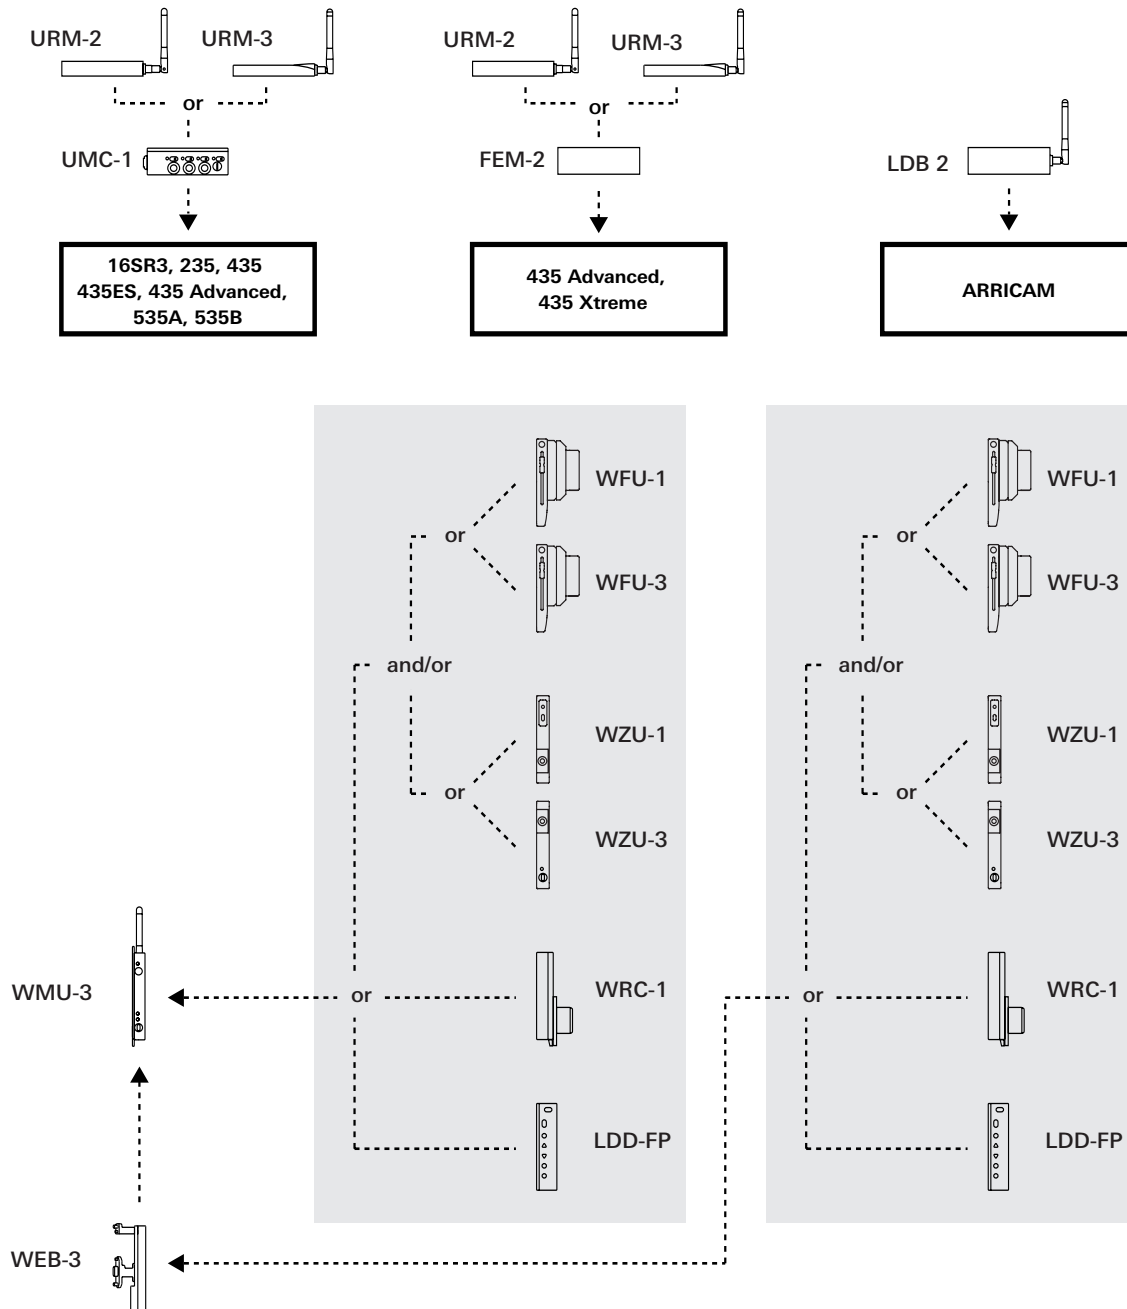 URM-2
URM-3
or
UMC-1
16SR3, 235, 435
435ES, 435 Advanced,
535A, 535B
URM-2
URM-3
or
FEM-2
435 Advanced,
435 Xtreme
LDB 2
ARRICAM
WFU-1
or
WFU-3
and/or
WZU-1
or
WZU-3
WMU-3
or
WRC-1
LDD-FP
WFU-1
or
WFU-3
and/or
WZU-1
or
WZU-3
or
WRC-1
LDD-FP
WEB-3